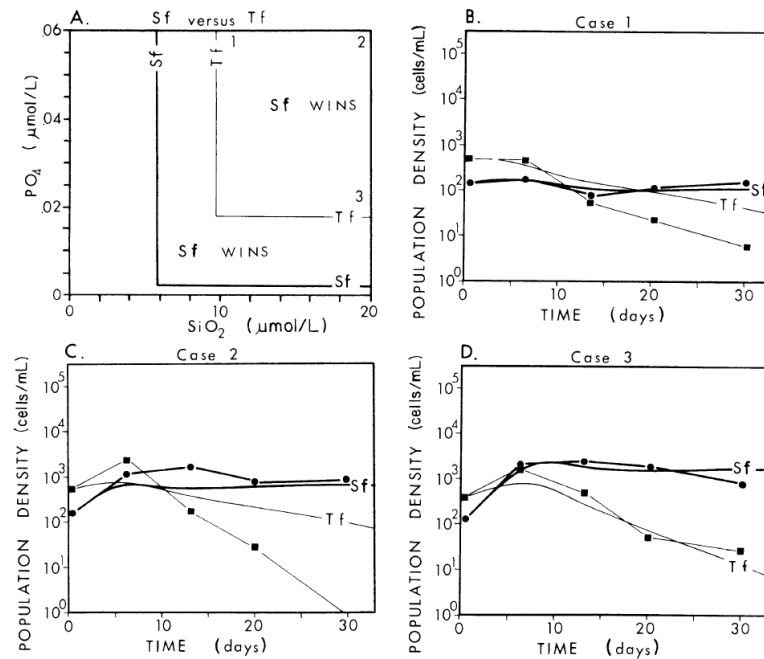 A.
Sf versus Tf
.06
.04
.02
0
PO4 (μmol/L)
Sf
Tf
1
2
3
Sf WINS
Tf
Sf WINS
Sf
0
10
20
SiO2 (μmol/L)
B.
Case 1
POPULATION DENSITY (cells/mL)
10^5
10^4
10^3
10^2
10^1
10^0
Sf
Tf
0
10
20
30
TIME (days)
C.
Case 2
POPULATION DENSITY (cells/mL)
10^5
10^4
10^3
10^2
10^1
10^0
Sf
Tf
0
10
20
30
TIME (days)
D.
Case 3
POPULATION DENSITY (cells/mL)
10^5
10^4
10^3
10^2
10^1
10^0
Sf
Tf
0
10
20
30
TIME (days)